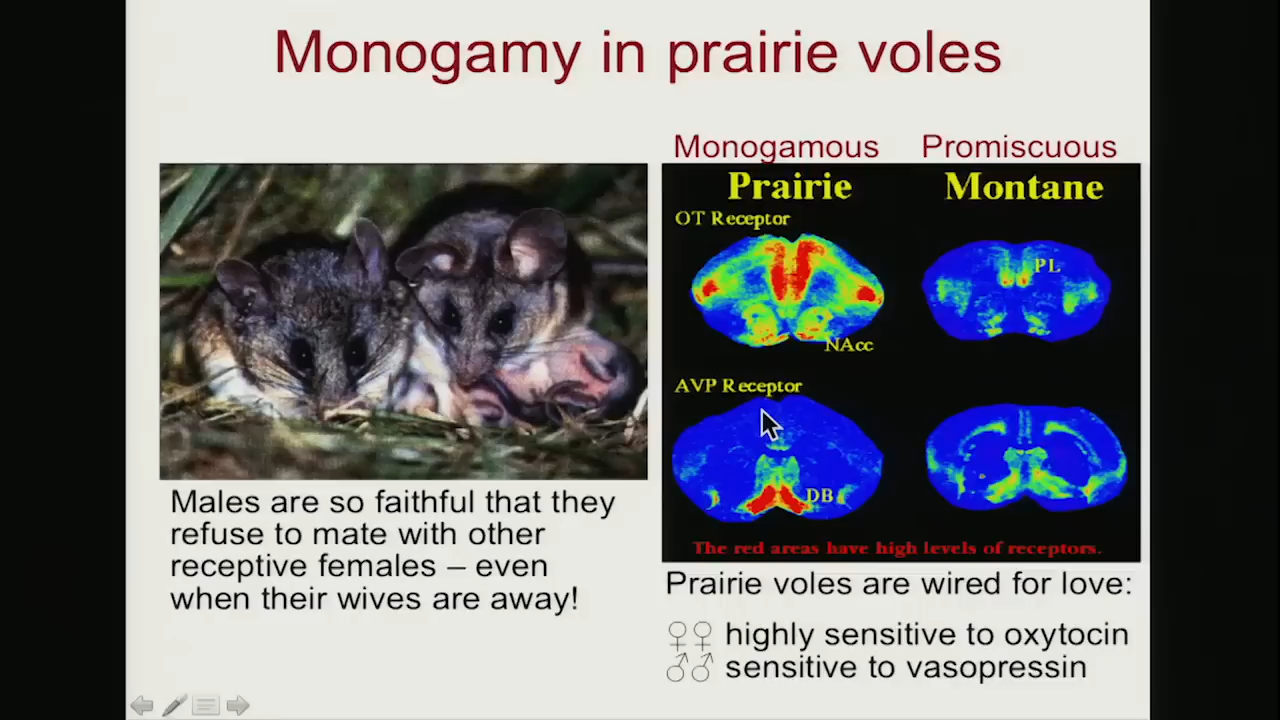 Monogamy in prairie voles
Monogamous Promiscuous
Prairie Montane
OT Receptor
PL
NAcc
AVP Receptor
DB
The red areas have high levels of receptors.
Males are so faithful that they
refuse to mate with other
receptive females – even
when their wives are away!
Prairie voles are wired for love:
♀♀ highly sensitive to oxytocin
♂♂ sensitive to vasopressin